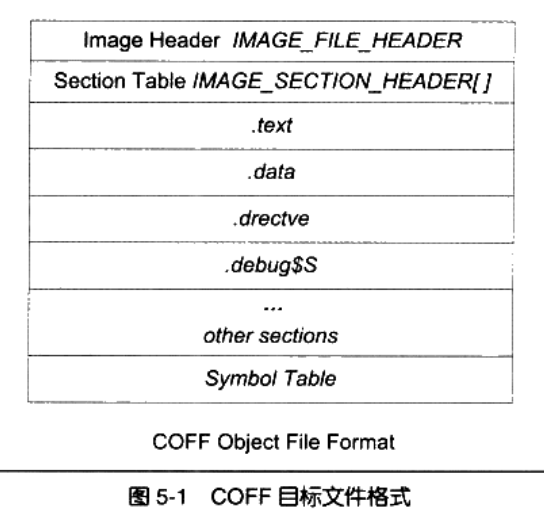 Image Header IMAGE_FILE_HEADER
Section Table IMAGE_SECTION_HEADER[ ]
.text
.data
.drectve
.debug$S
...
other sections
Symbol Table
COFF Object File Format
图 5-1 COFF 目标文件格式